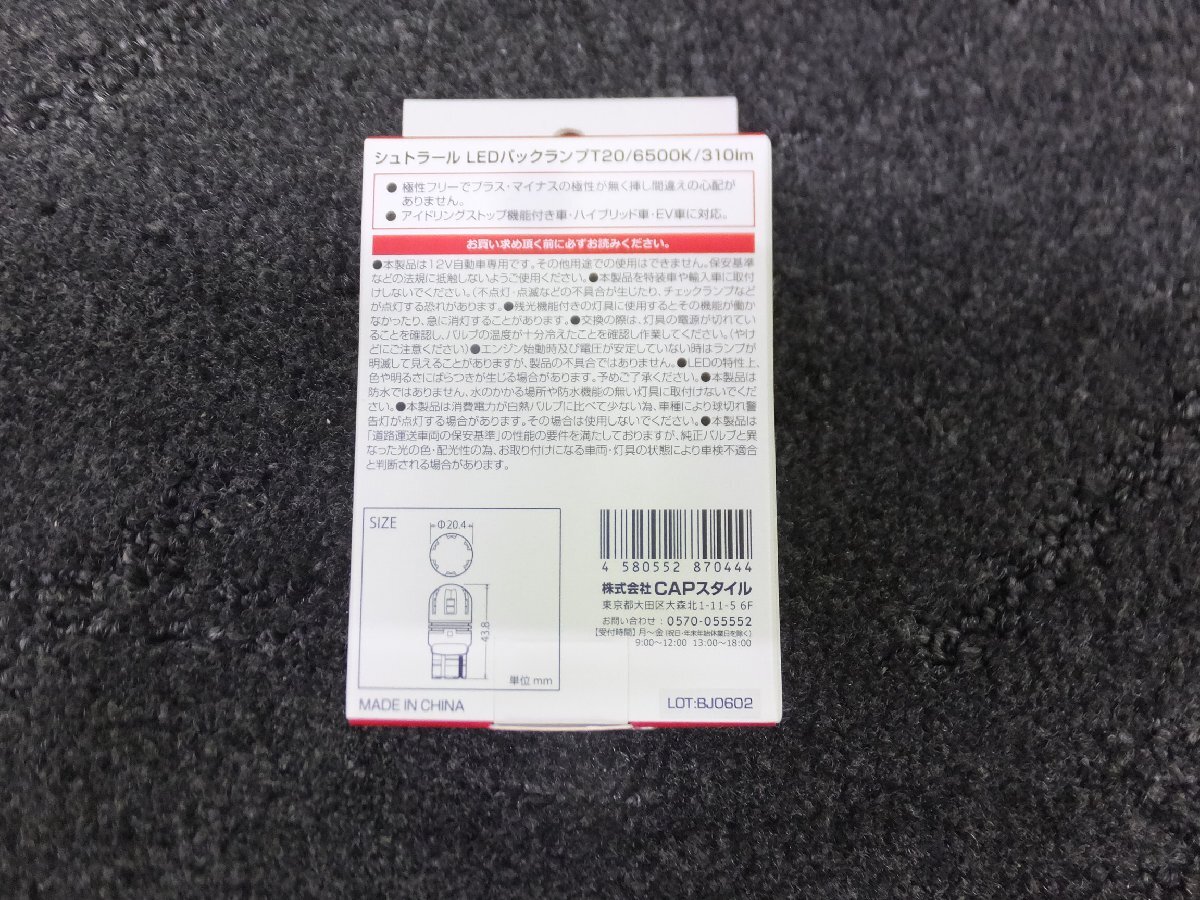 シュトラール LEDバックランプT20/6500K/310lm
● 極性フリーでプラス・マイナスの極性が無く挿し間違えの心配が
ありません。
● アイドリングストップ機能付き車・ハイブリッド車・EV車に対応。
お買い求め頂く前に必ずお読みください。
●本製品は12V自動車専用です。その他用途での使用はできません。保安基準
などの法規に抵触しないようご使用ください。●本製品を特装車や輸入車に取付
けしないでください。(不点灯・点滅などの不具合が生じたり、チェックランプなど
が点灯する恐れがあります。●残光機能付きの灯具に使用するとその機能が働か
なかったり、急に消灯することがあります。●交換の際は、灯具の電源が切れてい
ることを確認し、バルブの温度が十分冷えたことを確認し作業してください。(やけ
どにご注意ください)●エンジン始動時及び電圧が安定していない時はランプが
明滅して見えることがありますが、製品の不具合ではありません。●LEDの特性上、
色や明るさにばらつきが生じる場合があります。予めご了承ください。●本製品は
防水ではありません、水のかかる場所や防水機能の無い灯具に取付けないでくだ
さい。●本製品は消費電力が白熱バルブに比べて少ない為、車種により球切れ警
告灯が点灯する場合があります。その場合は使用しないでください。●本製品は
「道路運送車両の保安基準」の性能の要件を満たしておりますが、純正バルブと異
なった光の色・配光性の為、お取り付けになる車両・灯具の状態により車検不適合
と判断される場合があります。
SIZE
Φ20.4
43.8
単位 mm
4 580552 870444
株式会社 CAPスタイル
東京都大田区大森北1-11-5 6F
お問い合わせ : 0570-055552
【受付時間】月～金 (祝日・年末年始休業日を除く)
9:00～12:00 13:00～18:00
MADE IN CHINA
LOT:BJ0602